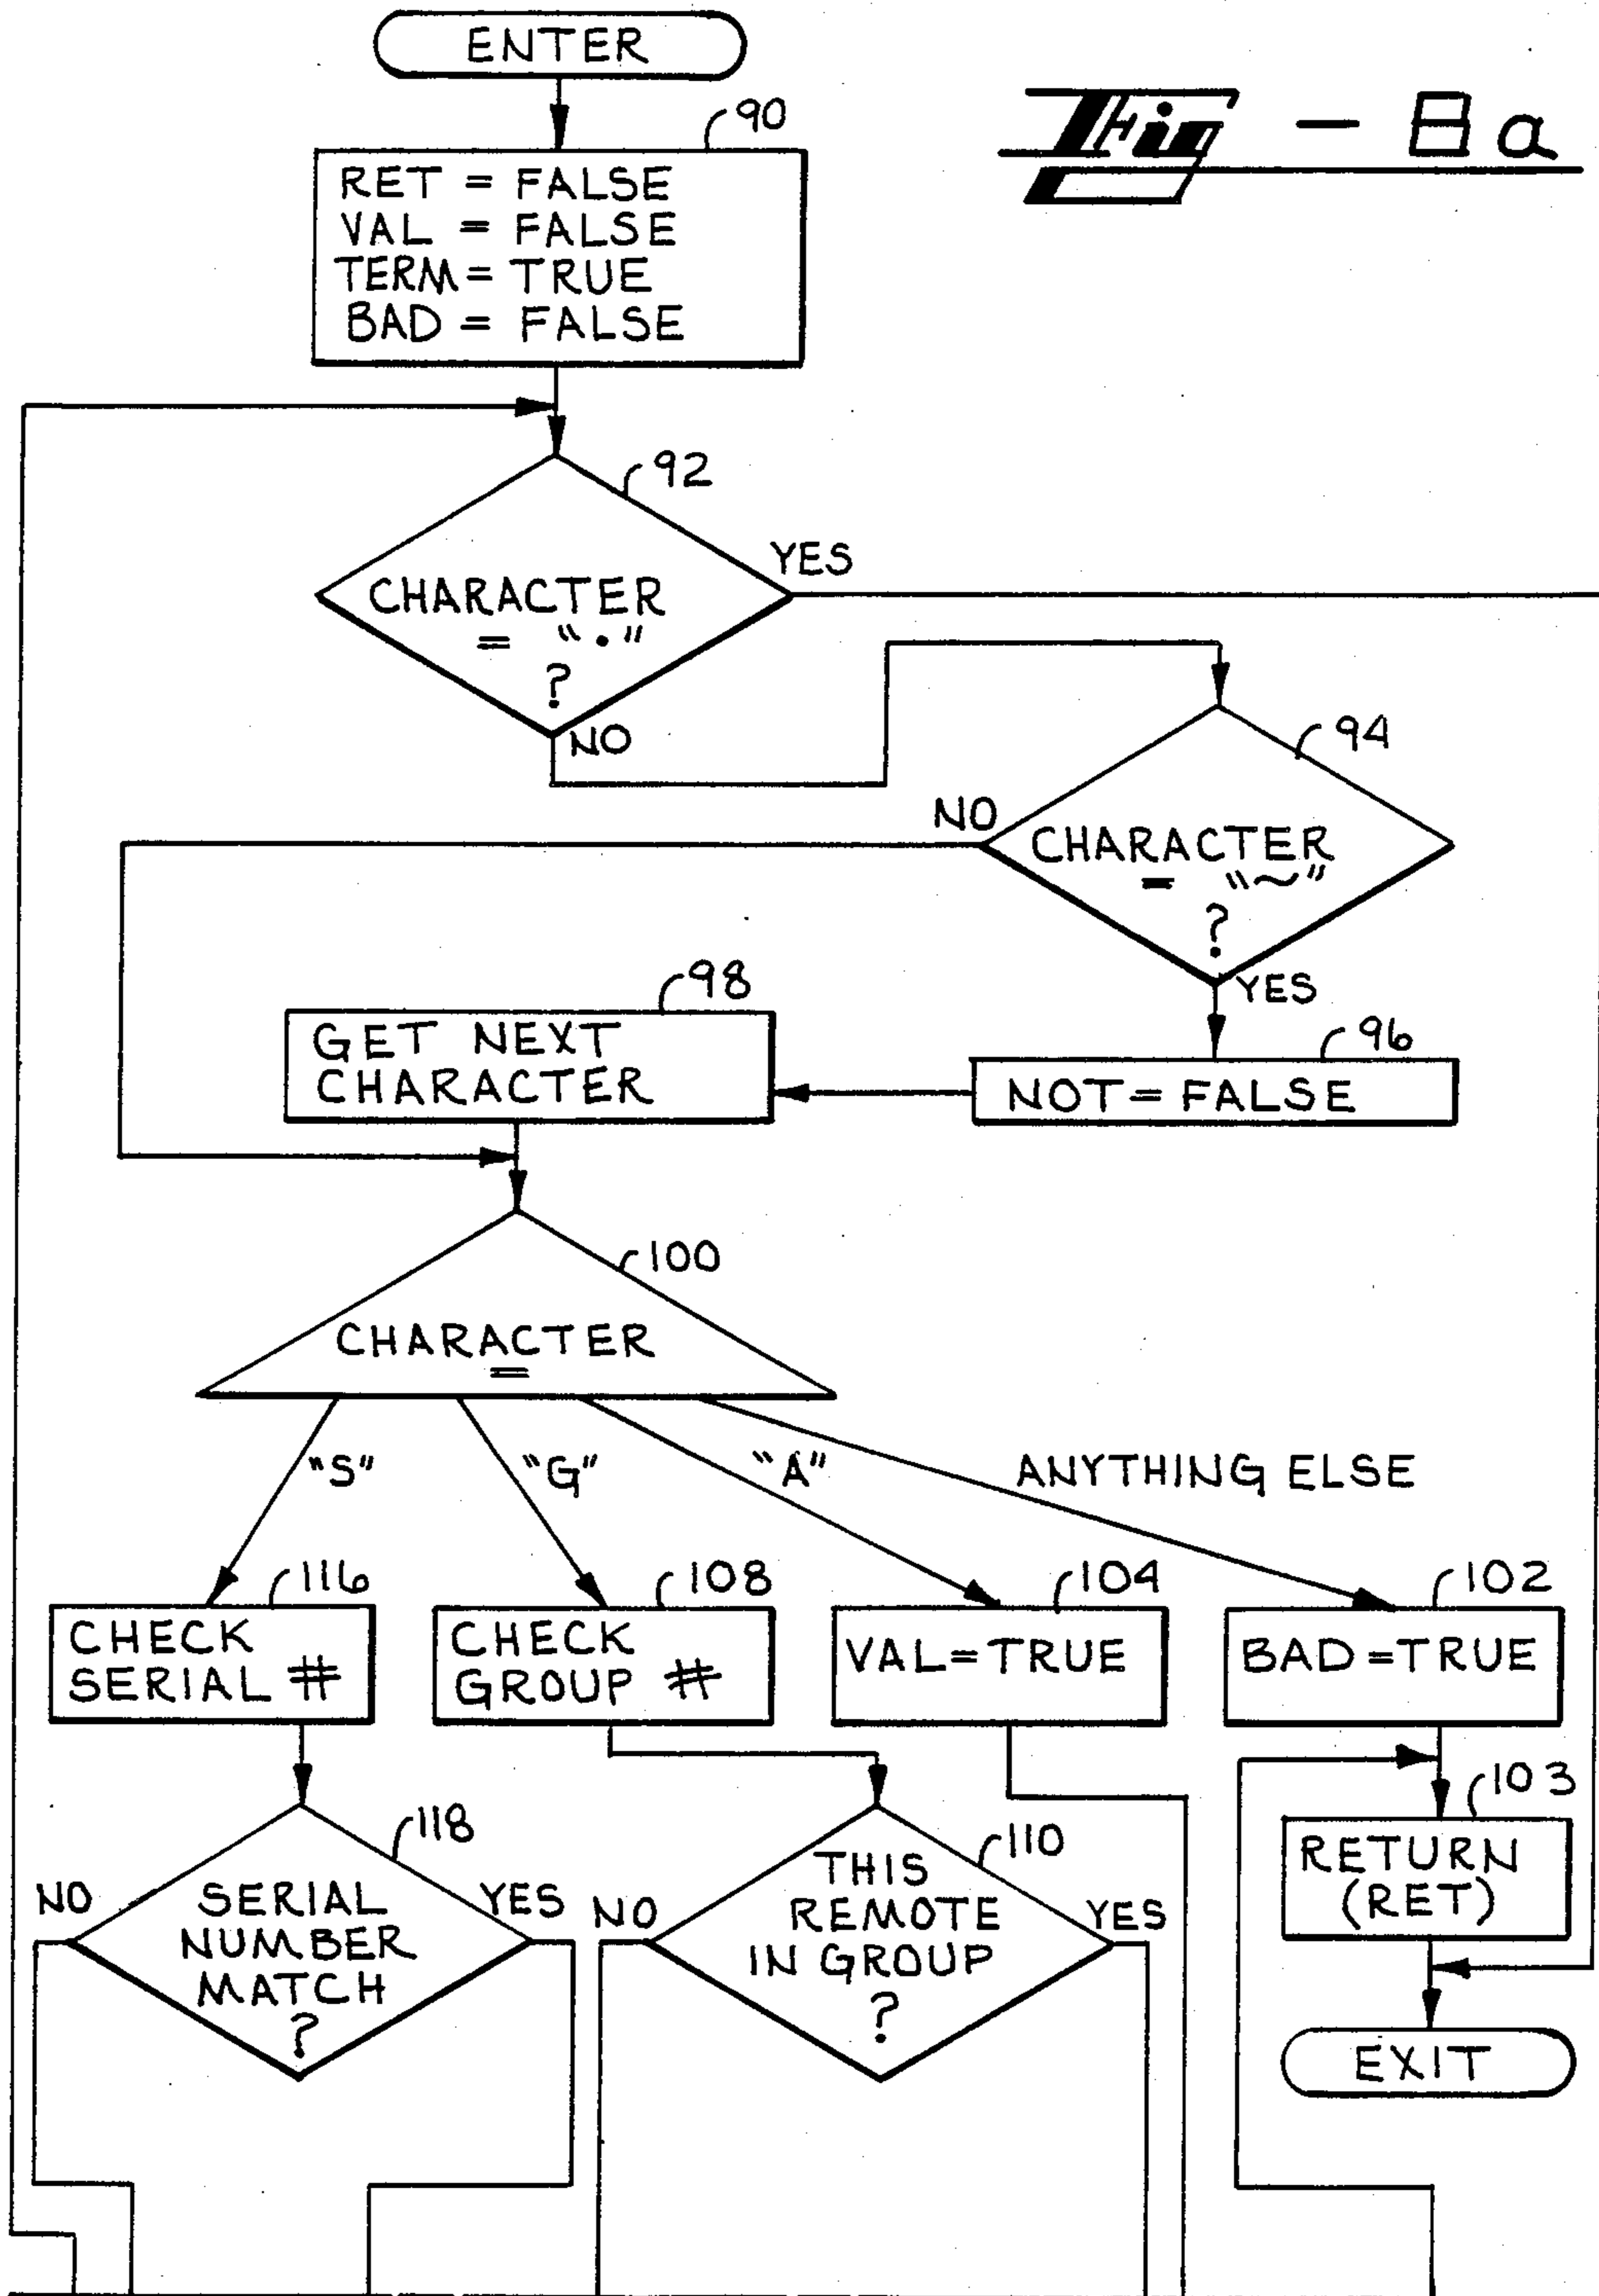 ENTER
Fig - 8a
90
RET = FALSE
VAL = FALSE
TERM = TRUE
BAD = FALSE
92
CHARACTER
= "."
?
YES
NO
94
CHARACTER
= "~"
?
NO
YES
96
NOT = FALSE
98
GET NEXT
CHARACTER
100
CHARACTER
=
"S"
"G"
"A"
ANYTHING ELSE
116
CHECK
SERIAL #
108
CHECK
GROUP #
104
VAL = TRUE
102
BAD = TRUE
118
NO
SERIAL
NUMBER
MATCH
?
YES
110
NO
THIS
REMOTE
IN GROUP
?
YES
103
RETURN
(RET)
EXIT